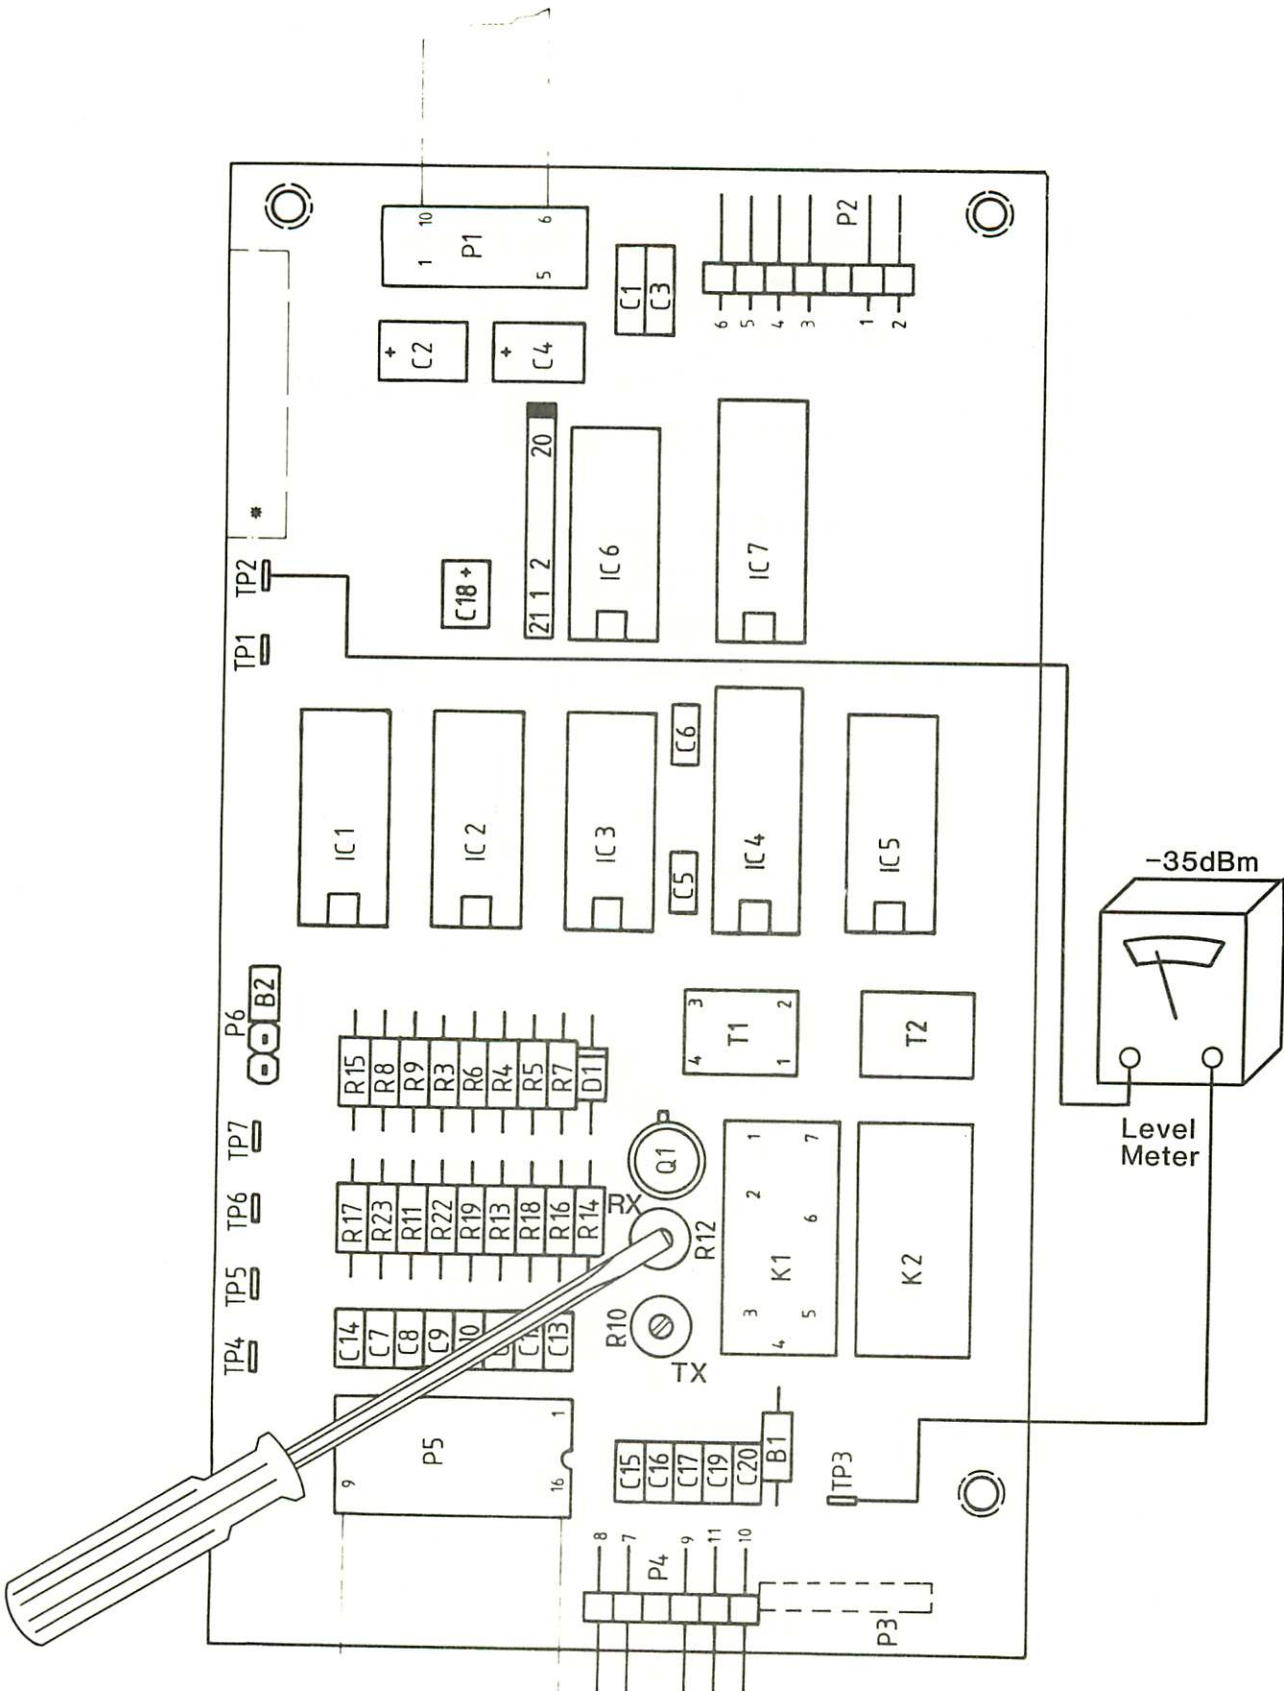 10
6
P1
1
5
P2
C1
C3
6
5
4
3
1
2
+
C2
+
C4
20
2
1
21
IC6
IC7
*
TP2
TP1
C18 +
C6
C5
IC1
IC2
IC3
IC4
IC5
-35dBm
Level
Meter
P6
B2
3
2
T1
4
1
T2
R15
R8
R9
R3
R6
R4
R5
R7
D1
TP7
TP6
TP5
TP4
Q1
RX
R12
R17
R23
R11
R22
R19
R13
R18
R16
R14
1
7
2
6
K1
3
5
4
K2
R10
TX
C14
C7
C8
C9
C13
1
P5
9
16
C15
C16
C17
C19
C20
B1
TP3
8
7
P4
9
11
10
P3